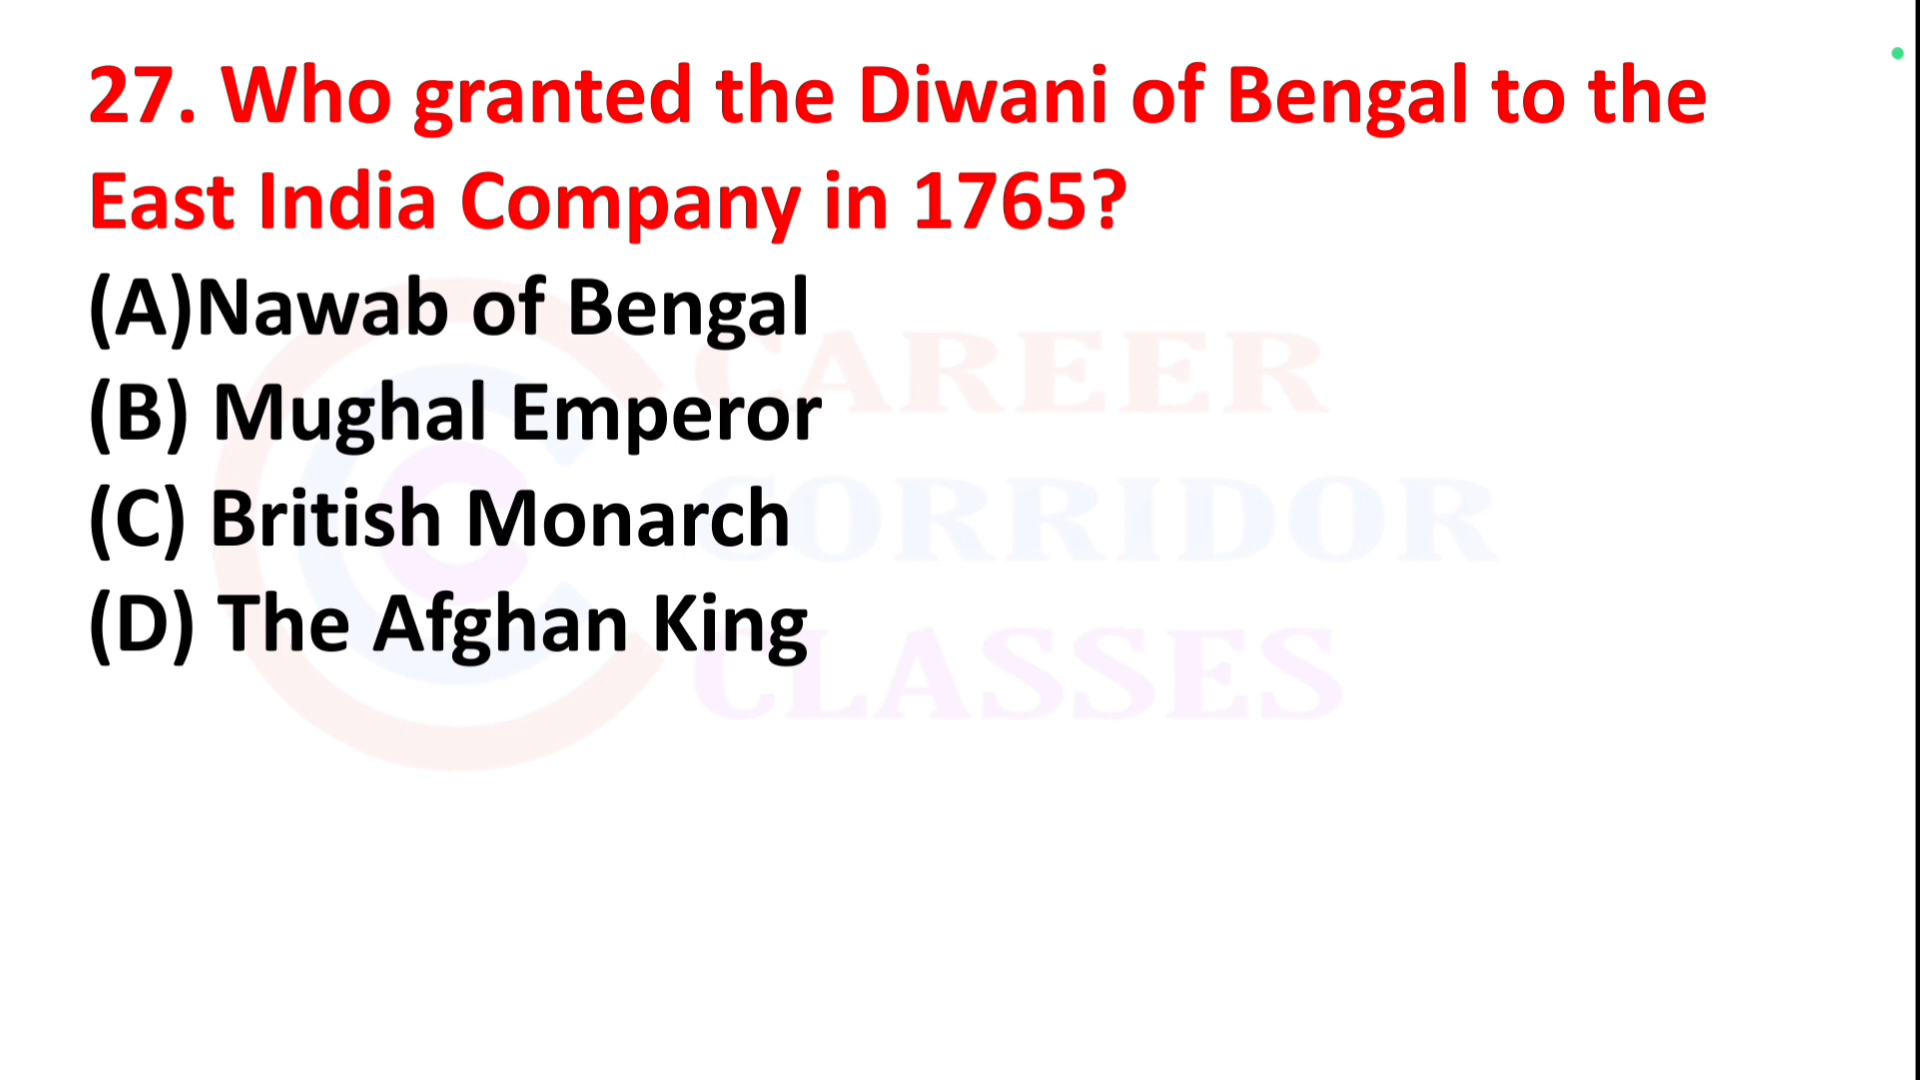 27. Who granted the Diwani of Bengal to the
East India Company in 1765?
(A)Nawab of Bengal
(B) Mughal Emperor
(C) British Monarch
(D) The Afghan King
CAREER
CORRIDOR
CLASSES